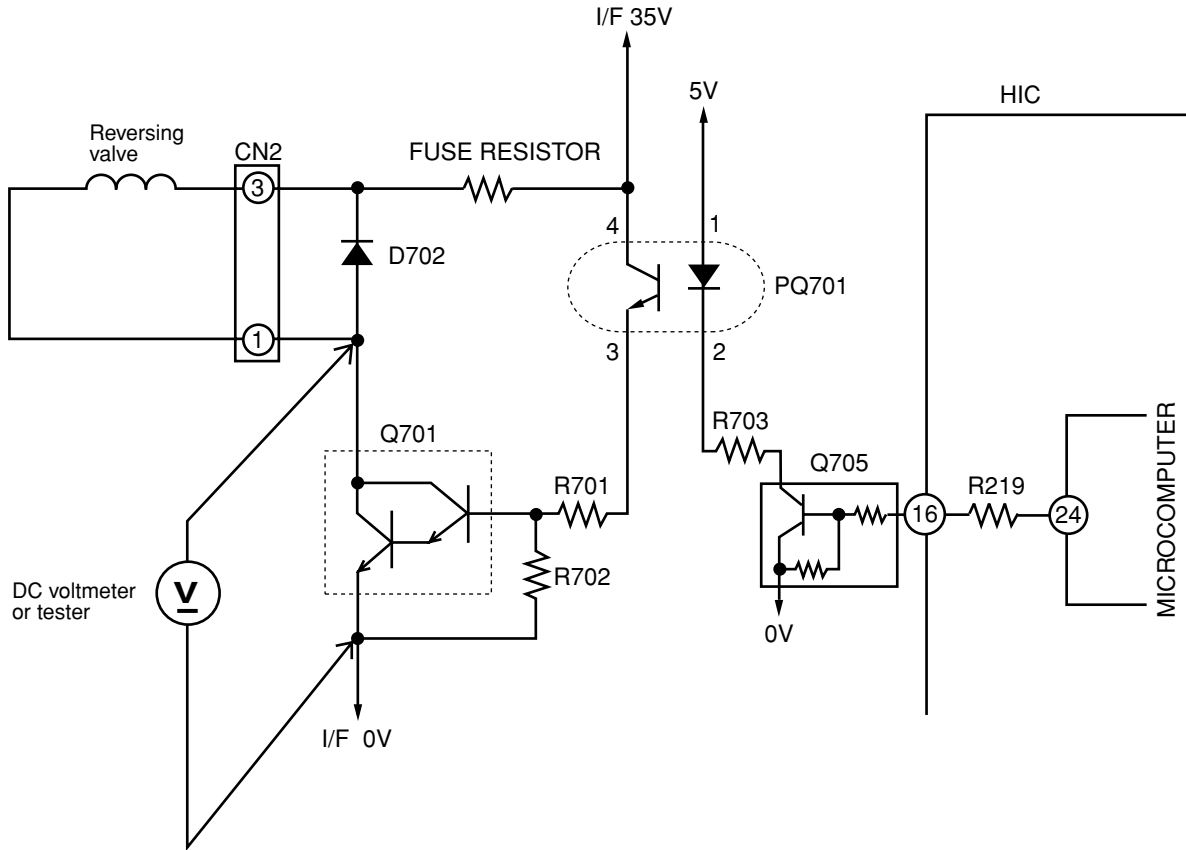 I/F 35V
5V
HIC
Reversing
valve
CN2
FUSE RESISTOR
3
D702
4
1
PQ701
1
3
2
R703
Q701
Q705
R701
R219
16
24
R702
MICROCOMPUTER
DC voltmeter
or tester
V
0V
I/F 0V